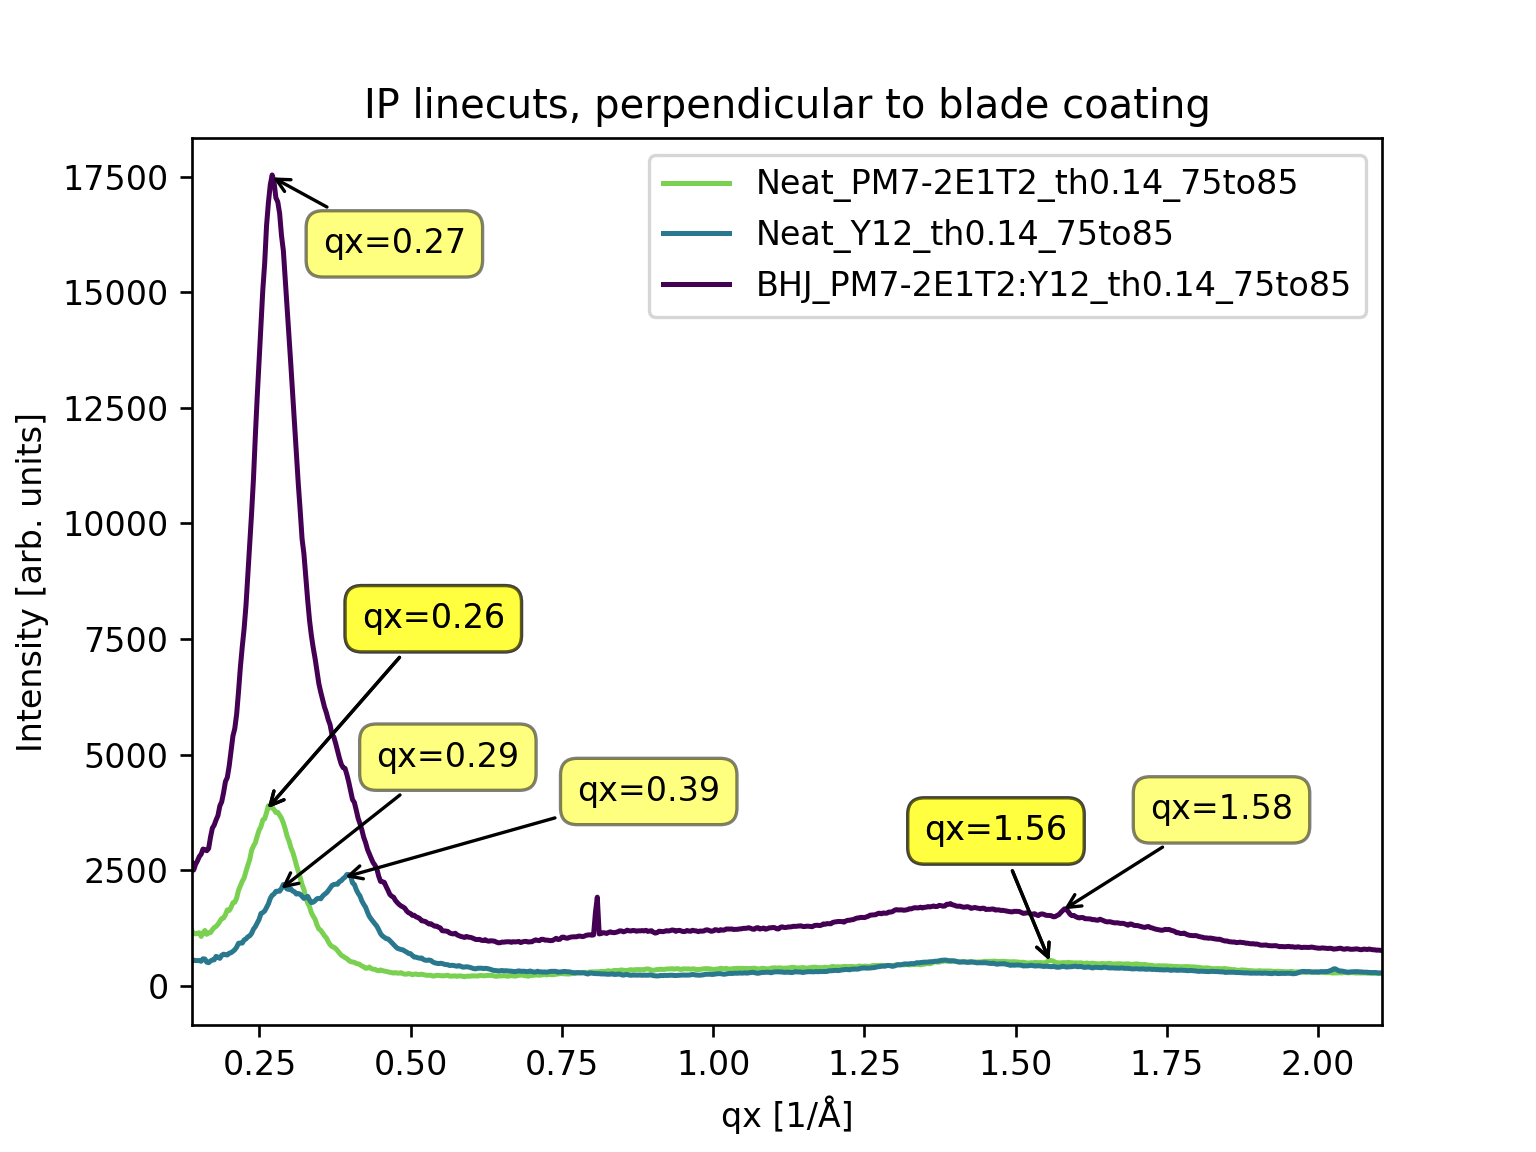 IP linecuts, perpendicular to blade coating
Neat_PM7-2E1T2_th0.14_75to85
Neat_Y12_th0.14_75to85
BHJ_PM7-2E1T2:Y12_th0.14_75to85
qx=0.27
qx=0.26
qx=0.29
qx=0.39
qx=1.56
qx=1.58
Intensity [arb. units]
17500
15000
12500
10000
7500
5000
2500
0
0.25 0.50 0.75 1.00 1.25 1.50 1.75 2.00
qx [1/Å]